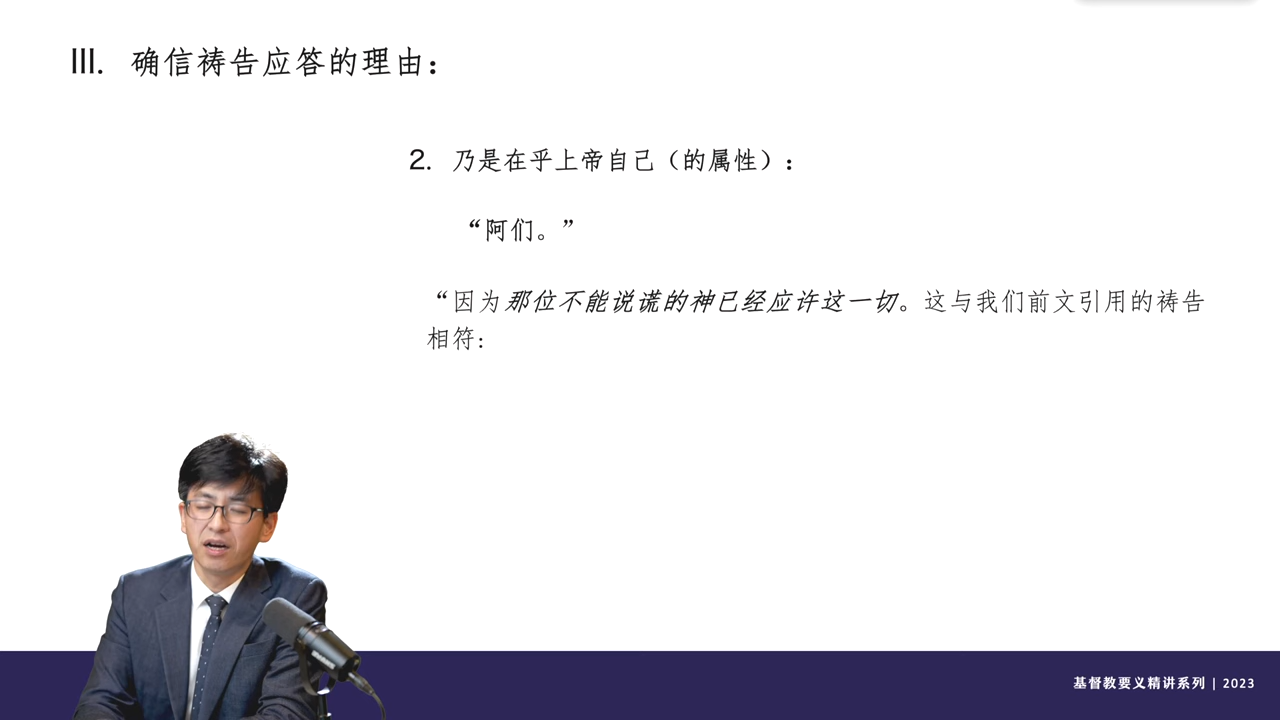 III. 确信祷告应答的理由：
2. 乃是在乎上帝自己（的属性）：
“阿们。”
“因为那位不能说谎的神已经应许这一切。这与我们前文引用的祷告
相符：
基督教要义精讲系列 | 2023